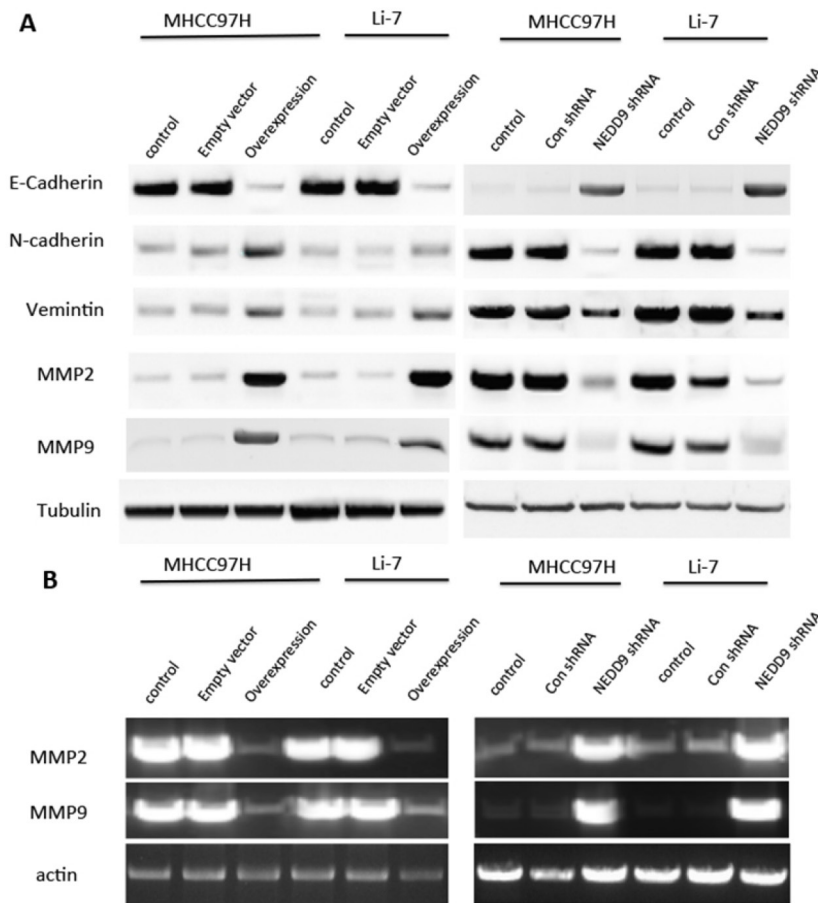 A
MHCC97H Li-7 MHCC97H Li-7
control Empty vector Overexpression control Empty vector Overexpression control Con shRNA NEDD9 shRNA control Con shRNA NEDD9 shRNA
E-Cadherin
N-cadherin
Vemintin
MMP2
MMP9
Tubulin
B
MHCC97H Li-7 MHCC97H Li-7
control Empty vector Overexpression control Empty vector Overexpression control Con shRNA NEDD9 shRNA control Con shRNA NEDD9 shRNA
MMP2
MMP9
actin